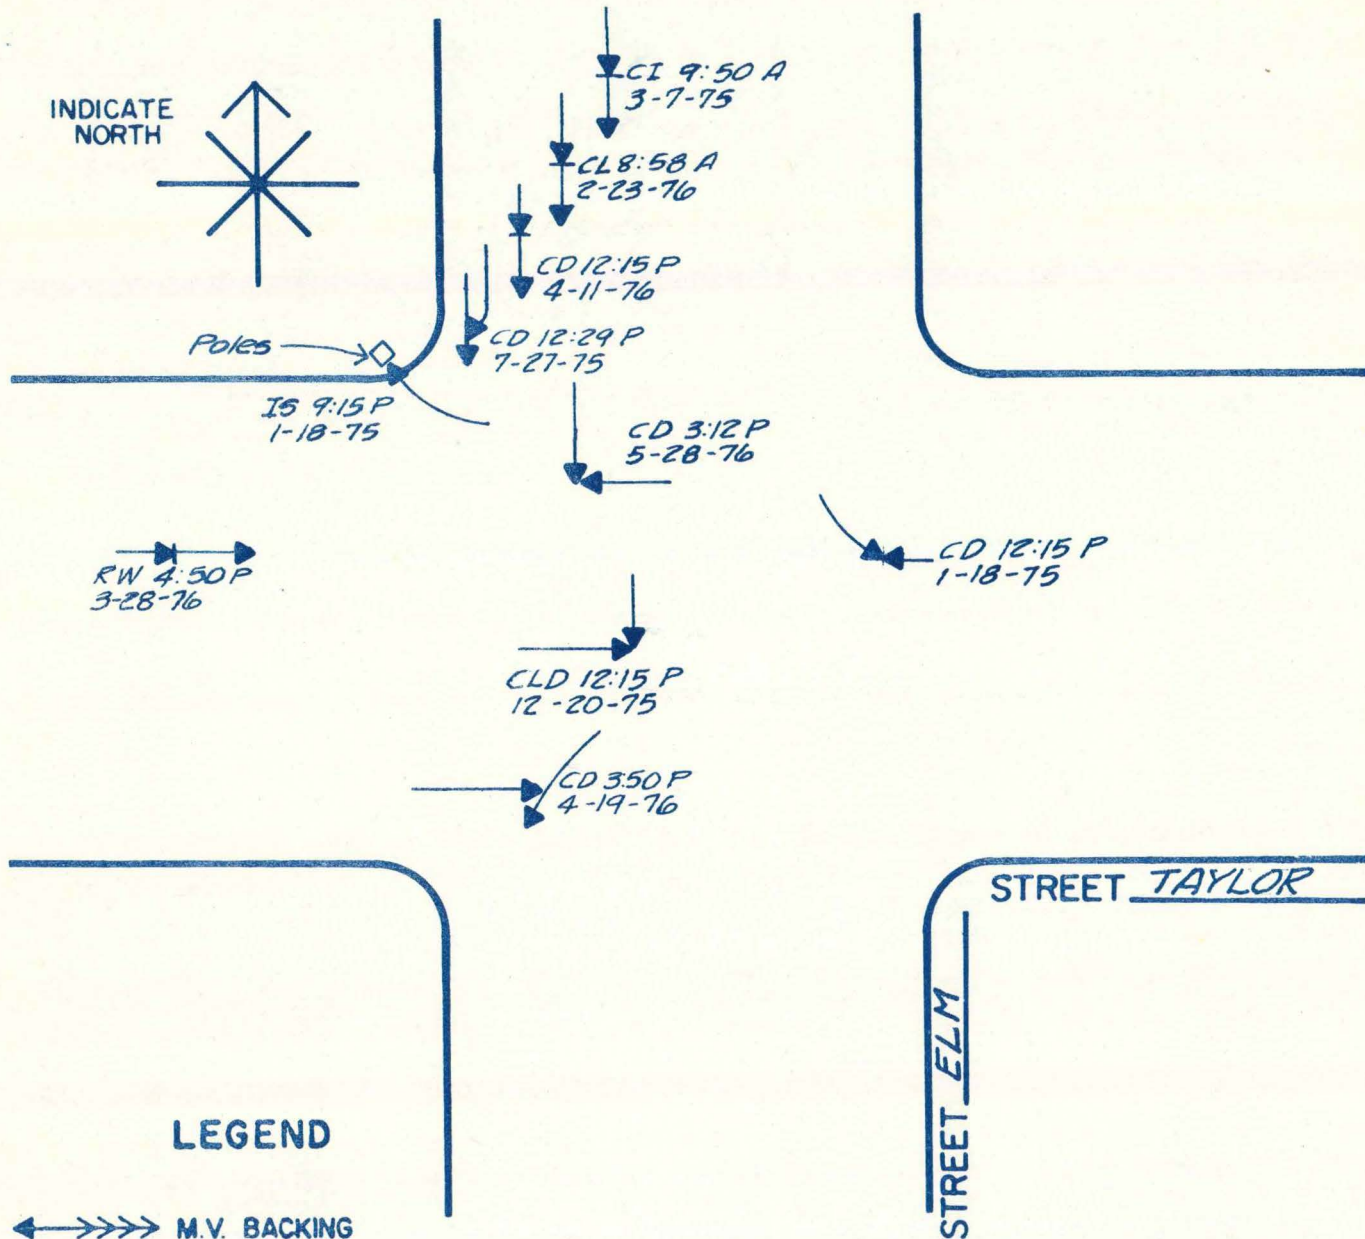 INDICATE
NORTH
CI 9:50 A
3-7-75
CL 8:58 A
2-23-76
CD 12:15 P
4-11-76
CD 12:29 P
7-27-75
Poles
IS 9:15 P
1-18-75
CD 3:12 P
5-28-76
CD 12:15 P
1-18-75
RW 4:50 P
3-28-76
CLD 12:15 P
12-20-75
CD 3:50 P
4-19-76
STREET TAYLOR
STREET ELM
LEGEND
M.V. BACKING